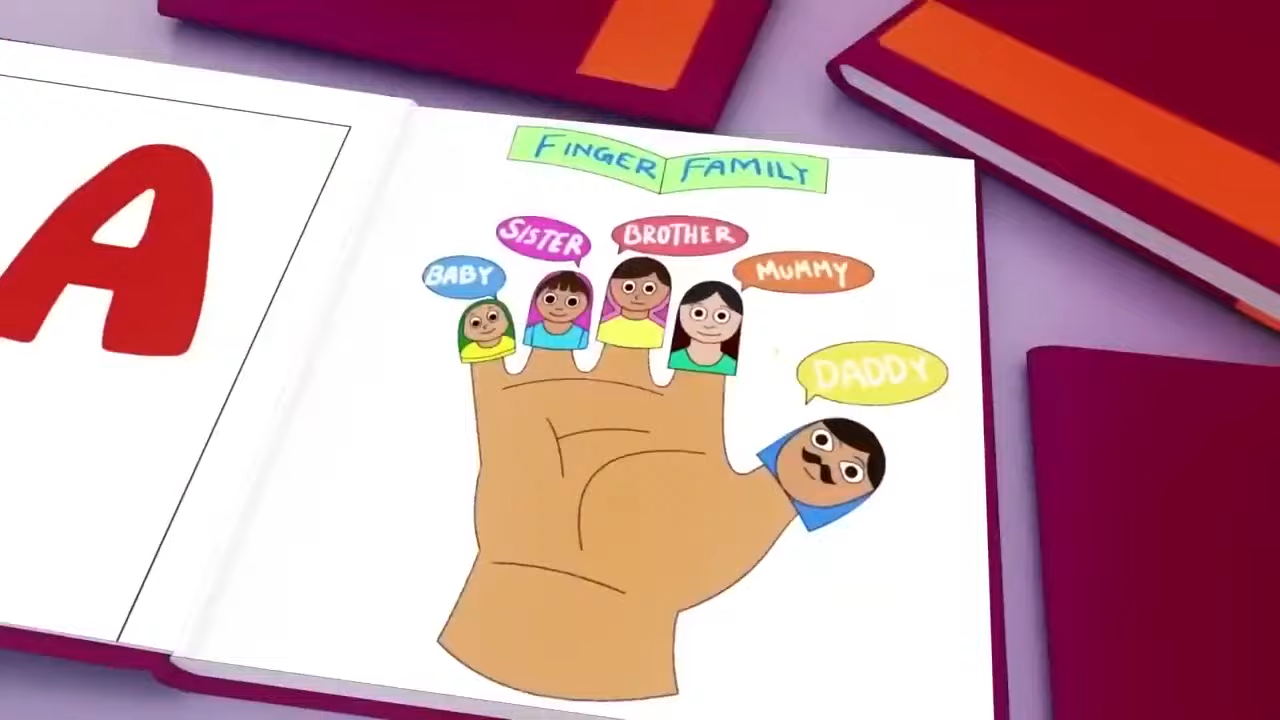 A
FINGER FAMILY
SISTER
BROTHER
BABY
MUMMY
DADDY